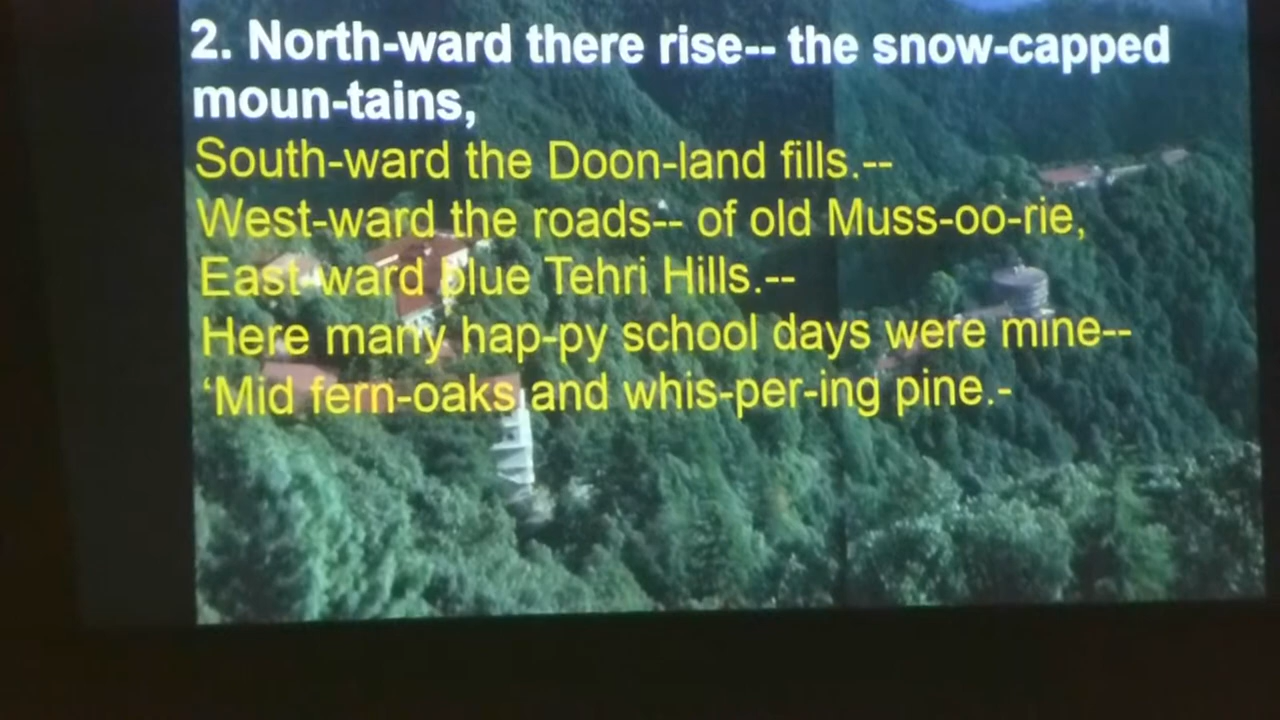 2. North-ward there rise-- the snow-capped
moun-tains,
South-ward the Doon-land fills.--
West-ward the roads-- of old Muss-oo-rie,
East-ward blue Tehri Hills.--
Here many hap-py school days were mine--
‘Mid fern-oaks and whis-per-ing pine.-